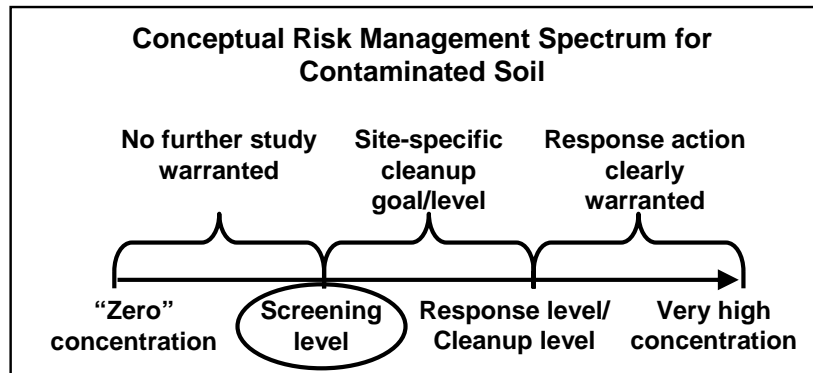 Conceptual Risk Management Spectrum for
Contaminated Soil
No further study
warranted
Site-specific
cleanup
goal/level
Response action
clearly
warranted
“Zero”
concentration
Screening
level
Response level/
Cleanup level
Very high
concentration